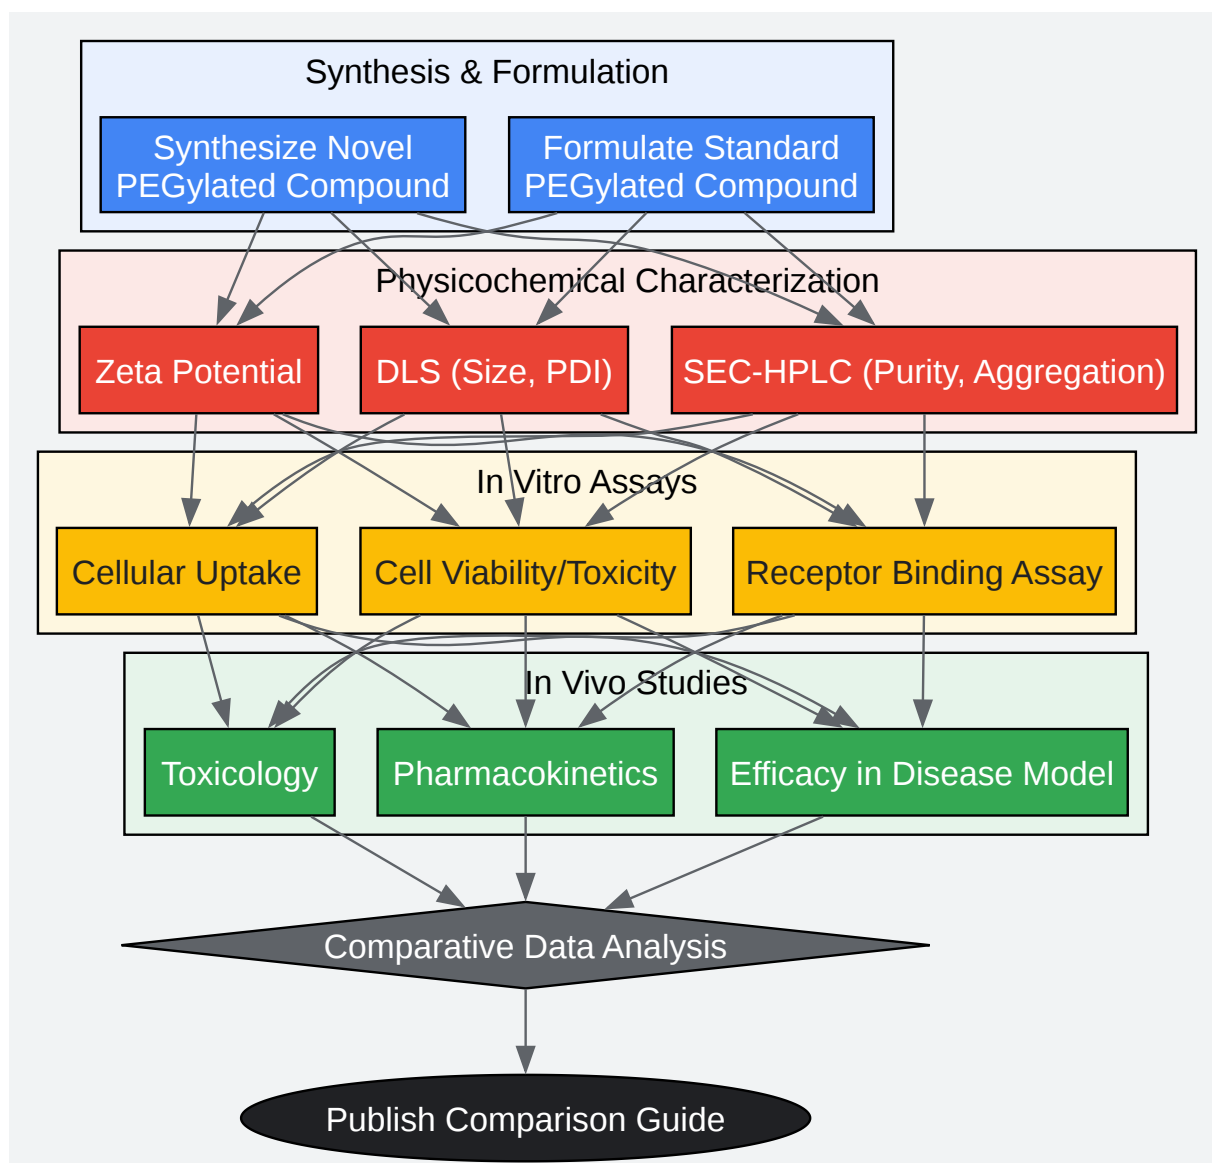 Synthesis & Formulation
Synthesize Novel
PEGylated Compound
Formulate Standard
PEGylated Compound
Physicochemical Characterization
Zeta Potential
DLS (Size, PDI)
SEC-HPLC (Purity, Aggregation)
In Vitro Assays
Cellular Uptake
Cell Viability/Toxicity
Receptor Binding Assay
In Vivo Studies
Toxicology
Pharmacokinetics
Efficacy in Disease Model
Comparative Data Analysis
Publish Comparison Guide